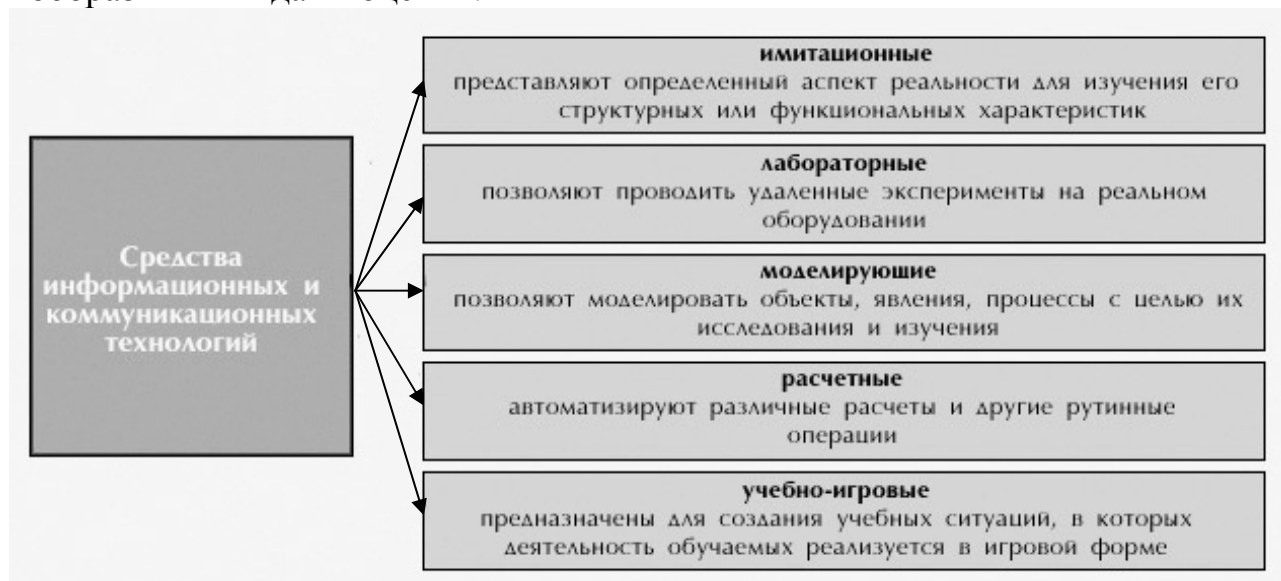 Средства
информационных и
коммуникационных
технологий
имитационные
представляют определенный аспект реальности для изучения его
структурных или функциональных характеристик
лабораторные
позволяют проводить удаленные эксперименты на реальном
оборудовании
моделирующие
позволяют моделировать объекты, явления, процессы с целью их
исследования и изучения
расчетные
автоматизируют различные расчеты и другие рутинные
операции
учебно-игровые
предназначены для создания учебных ситуаций, в которых
деятельность обучаемых реализуется в игровой форме